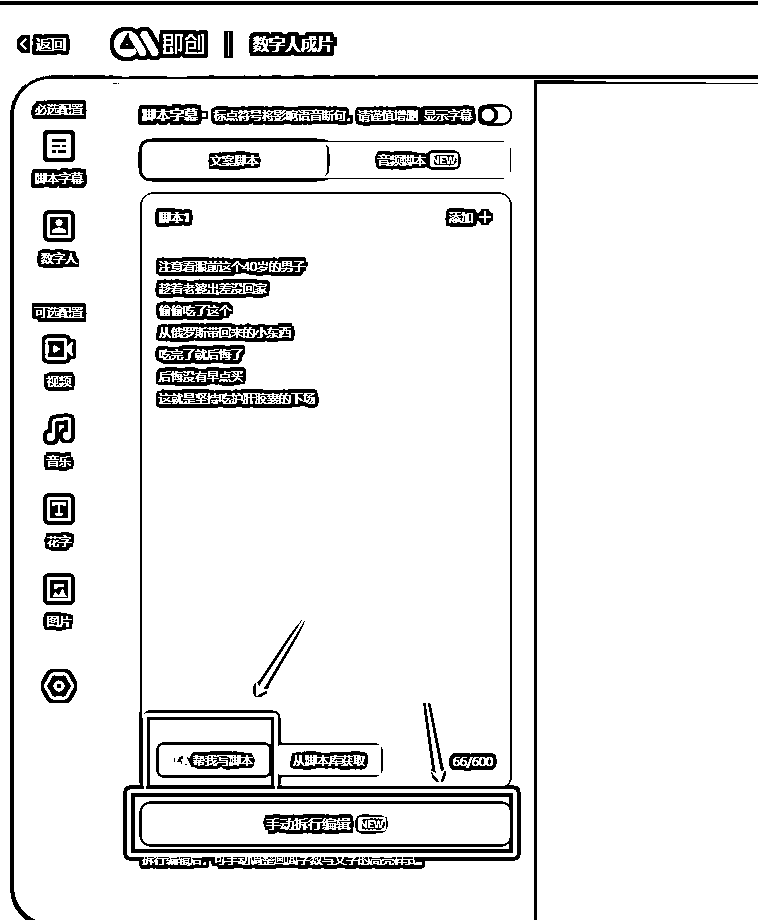 返回 即创 数字人成片
必选配置
脚本字幕
数字人
可选配置
视频
音乐
花字
图片
脚本字幕· 标点符号将影响语音断句，请谨慎增删 显示字幕
文案脚本 音频脚本 NEW
脚本1 添加
注意看眼前这个40岁的男子
趁着老婆出差没回家
偷偷吃了这个
从俄罗斯带回来的小东西
吃完了就后悔了
后悔没有早点买
这就是坚持吃护肝胶囊的下场
帮我写脚本 从脚本库获取 66/600
手动拆行编辑 NEW
拆行编辑后，可手动调整画面字数与文字的高亮样式。